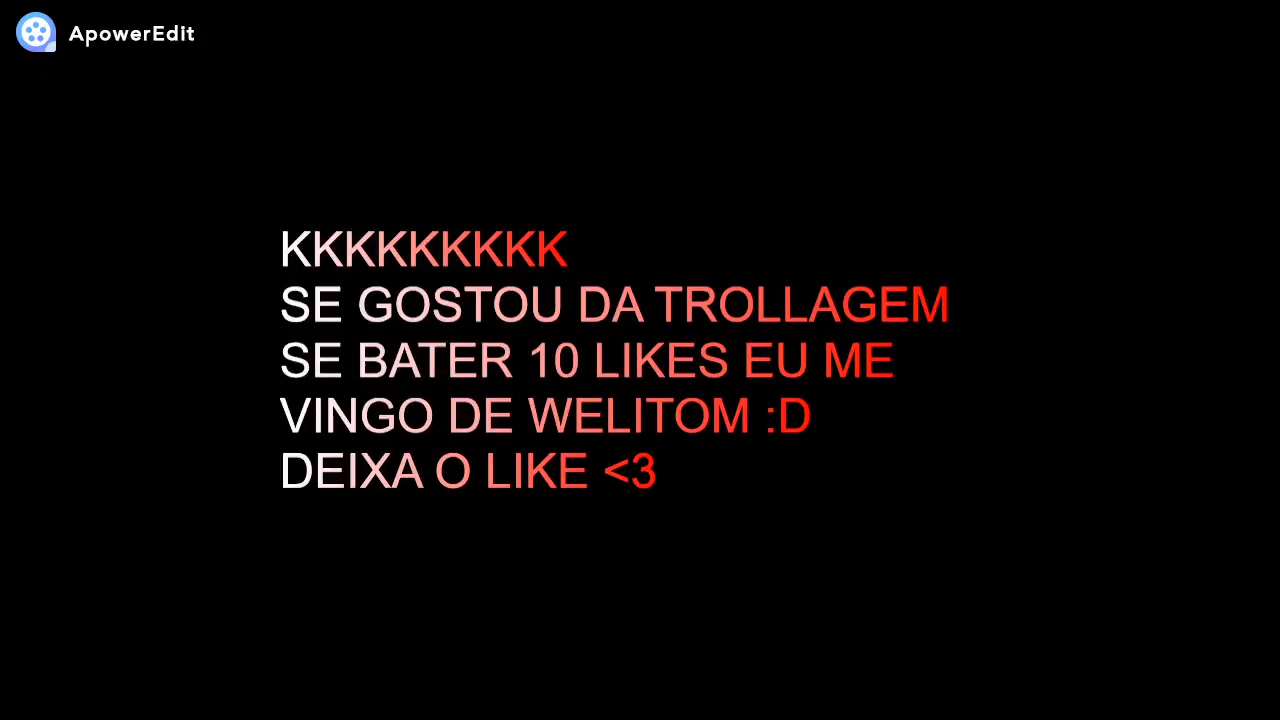 ApowerEdit
KKKKKKKKK
SE GOSTOU DA TROLLAGEM
SE BATER 10 LIKES EU ME
VINGO DE WELITOM :D
DEIXA O LIKE <3